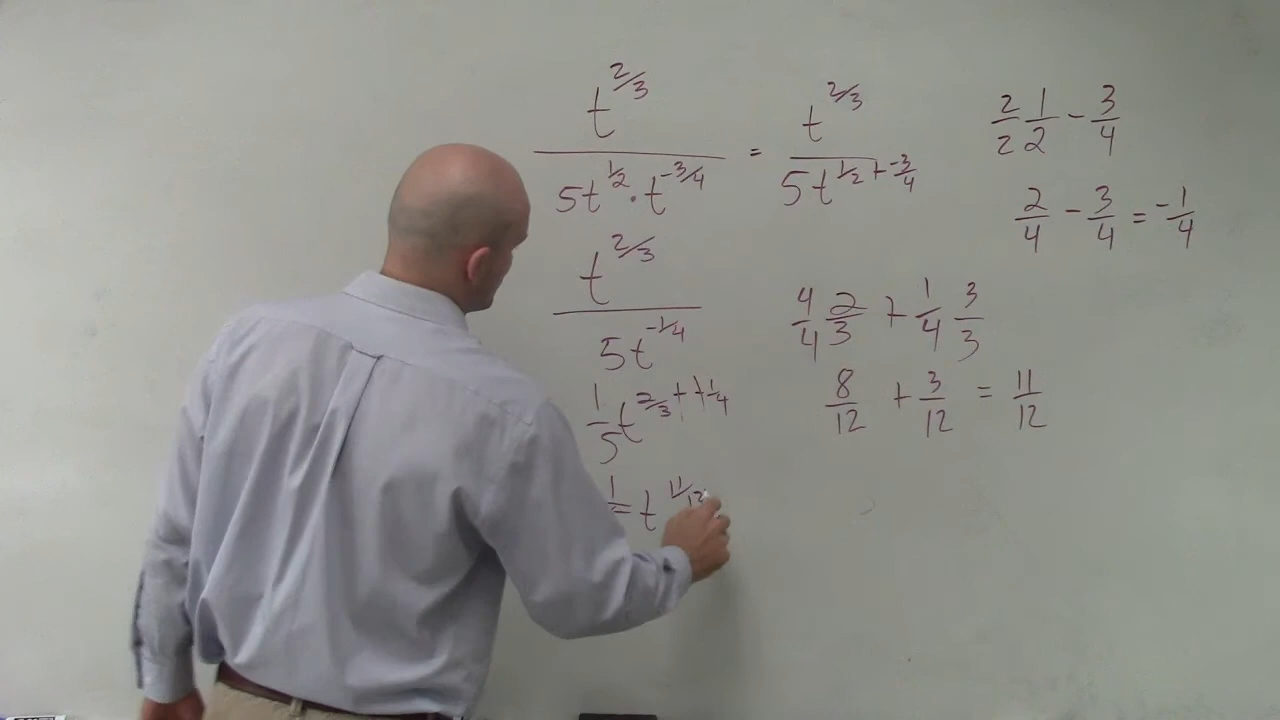 t^2/3 / 5t^1/2 · t^-3/4 = t^2/3 / 5t^1/2 + -3/4
t^2/3 / 5t^-1/4
1/5 t^2/3 + +1/4
t^11/12
2/2 1/2 - 3/4
2/4 - 3/4 = -1/4
4/4 2/3 + 1/4 3/3
8/12 + 3/12 = 11/12